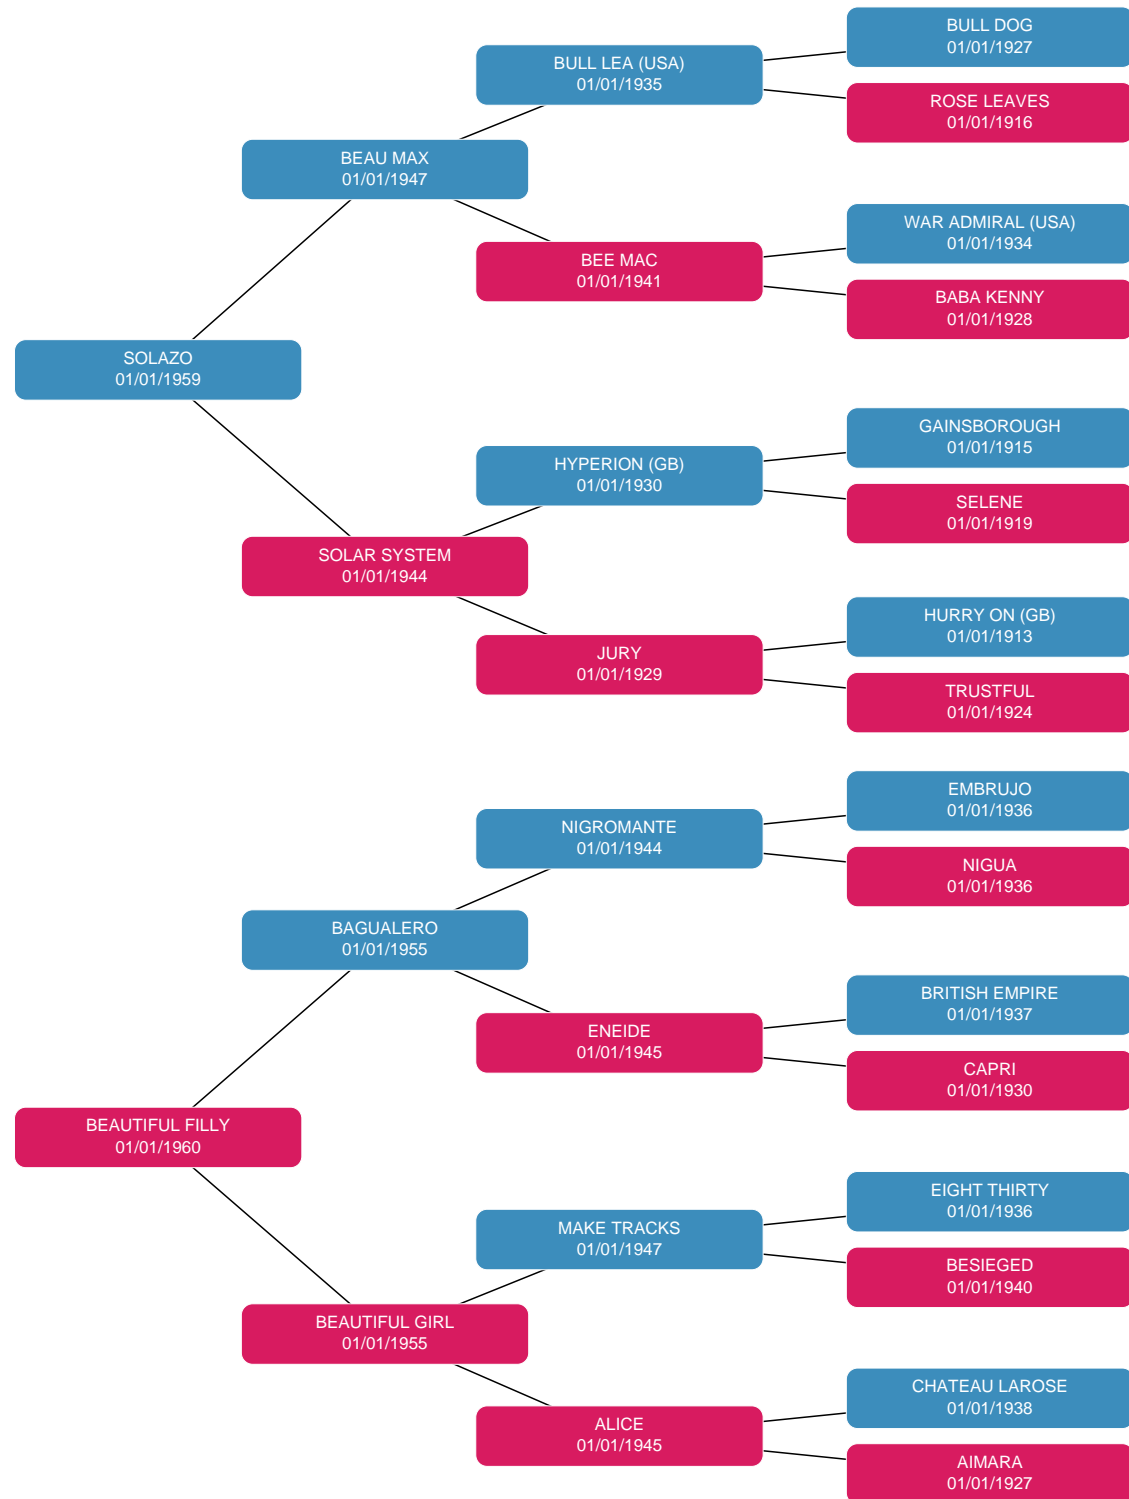 BULL DOG
01/01/1927
BULL LEA (USA)
01/01/1935
ROSE LEAVES
01/01/1916
BEAU MAX
01/01/1947
WAR ADMIRAL (USA)
01/01/1934
BEE MAC
01/01/1941
BABA KENNY
01/01/1928
SOLAZO
01/01/1959
GAINSBOROUGH
01/01/1915
HYPERION (GB)
01/01/1930
SELENE
01/01/1919
SOLAR SYSTEM
01/01/1944
HURRY ON (GB)
01/01/1913
JURY
01/01/1929
TRUSTFUL
01/01/1924
EMBRUJO
01/01/1936
NIGROMANTE
01/01/1944
NIGUA
01/01/1936
BAGUALERO
01/01/1955
BRITISH EMPIRE
01/01/1937
ENEIDE
01/01/1945
CAPRI
01/01/1930
BEAUTIFUL FILLY
01/01/1960
EIGHT THIRTY
01/01/1936
MAKE TRACKS
01/01/1947
BESIEGED
01/01/1940
BEAUTIFUL GIRL
01/01/1955
CHATEAU LAROSE
01/01/1938
ALICE
01/01/1945
AIMARA
01/01/1927